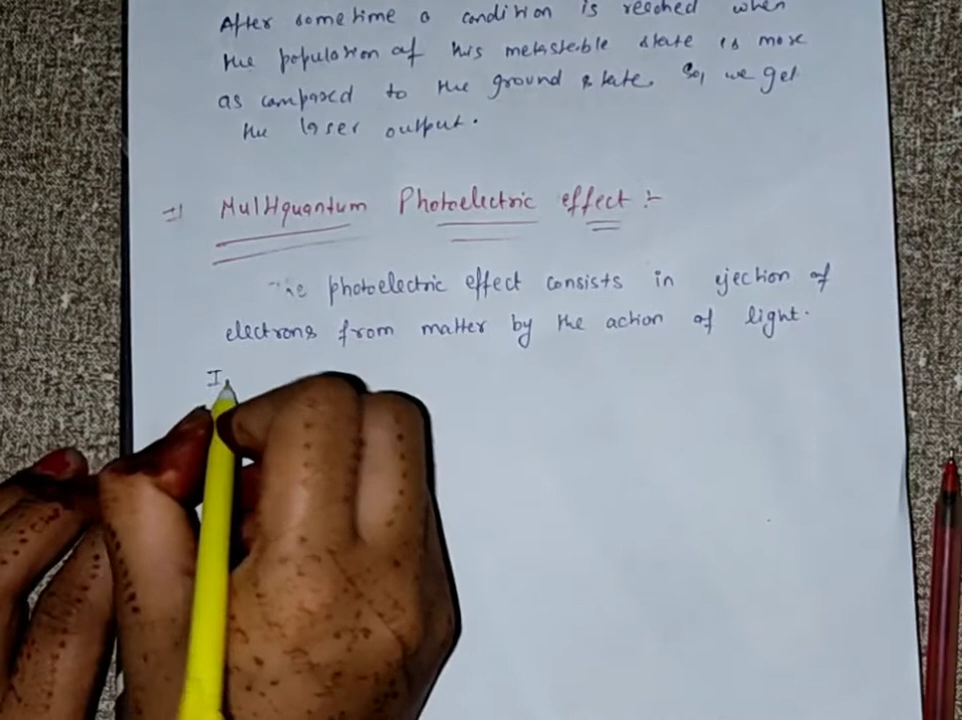 After sometime a condition is reached when
the population of this metastable state is more
as compared to the ground state. So, we get
the laser output.
⇒ Multiquantum Photoelectric effect :-
The photoelectric effect consists in ejection of
electrons from matter by the action of light.
I